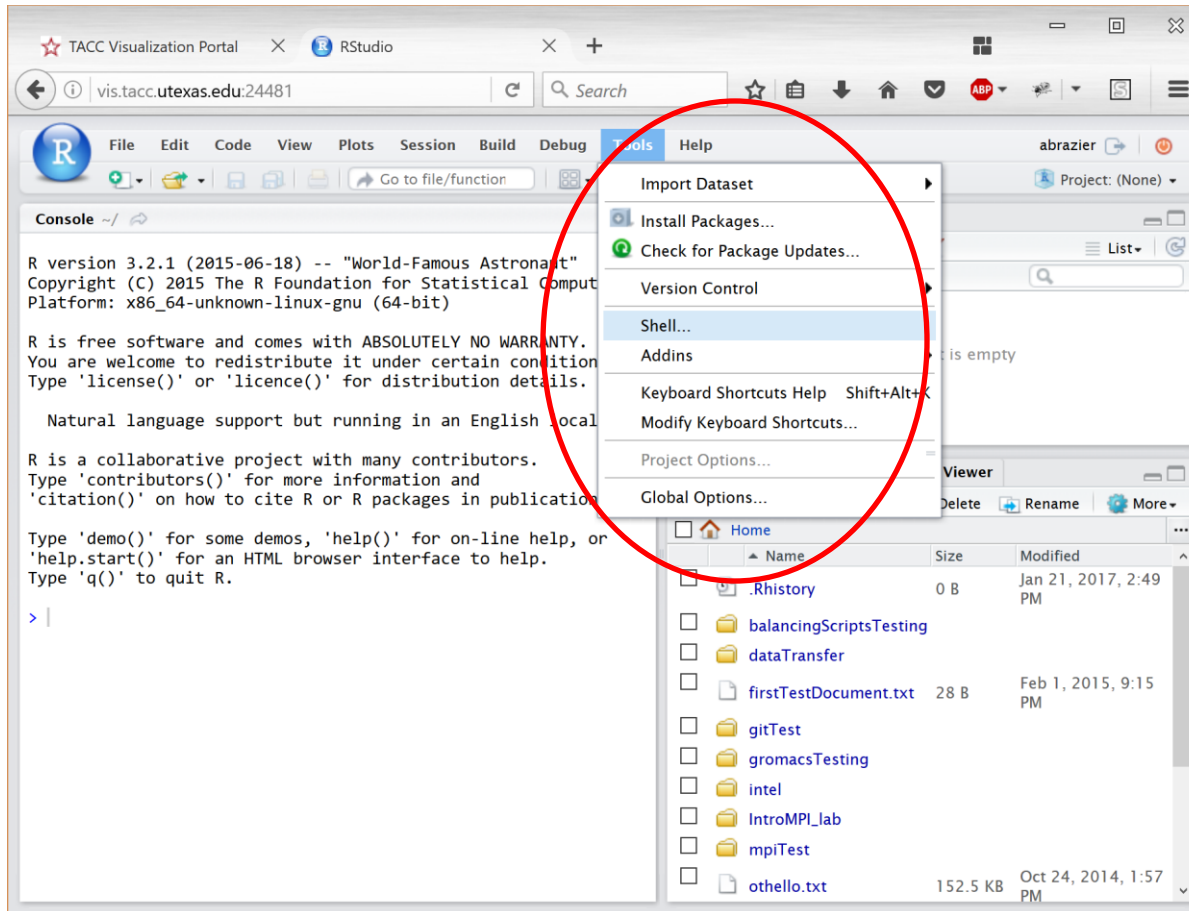 TACC Visualization Portal
RStudio
vis.tacc.utexas.edu:24481
Search
ABP
S
R
File Edit Code View Plots Session Build Debug Tools Help
abrazier
Go to file/function
Project: (None)
Console ~/
R version 3.2.1 (2015-06-18) -- "World-Famous Astronaut"
Copyright (C) 2015 The R Foundation for Statistical Comput
Platform: x86_64-unknown-linux-gnu (64-bit)
R is free software and comes with ABSOLUTELY NO WARRANTY.
You are welcome to redistribute it under certain condition
Type 'license()' or 'licence()' for distribution details.
Natural language support but running in an English local
R is a collaborative project with many contributors.
Type 'contributors()' for more information and
'citation()' on how to cite R or R packages in publication
Type 'demo()' for some demos, 'help()' for on-line help, or
'help.start()' for an HTML browser interface to help.
Type 'q()' to quit R.
>
Import Dataset
Install Packages...
Check for Package Updates...
Version Control
Shell...
Addins
Keyboard Shortcuts Help Shift+Alt+K
Modify Keyboard Shortcuts...
Project Options...
Global Options...
List
t is empty
Viewer
Delete Rename More
Home
Name Size Modified
.Rhistory 0 B Jan 21, 2017, 2:49 PM
balancingScriptsTesting
dataTransfer
firstTestDocument.txt 28 B Feb 1, 2015, 9:15 PM
gitTest
gromacsTesting
intel
IntroMPI_lab
mpiTest
othello.txt 152.5 KB Oct 24, 2014, 1:57 PM